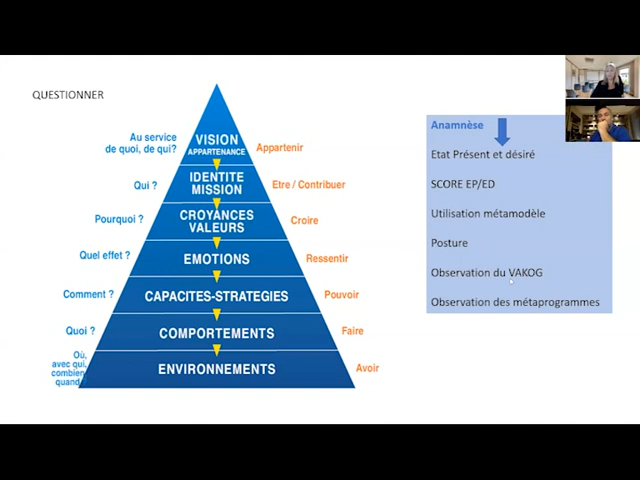 QUESTIONNER
Au service
de quoi, de qui?
VISION
APPARTENANCE
Appartenir
Qui ?
IDENTITE
MISSION
Etre / Contribuer
Pourquoi ?
CROYANCES
VALEURS
Croire
Quel effet ?
EMOTIONS
Ressentir
Comment ?
CAPACITES-STRATEGIES
Pouvoir
Quoi ?
COMPORTEMENTS
Faire
Où,
avec qui,
combien
quand
ENVIRONNEMENTS
Avoir
Anamnèse
Etat Présent et désiré
SCORE EP/ED
Utilisation métamodèle
Posture
Observation du VAKOG
Observation des métaprogrammes